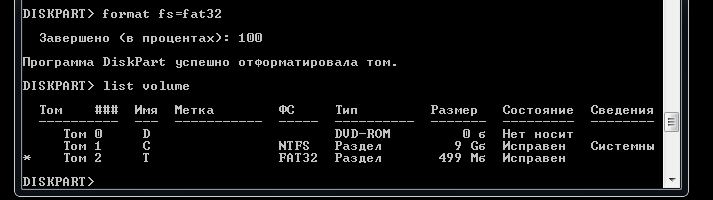 DISKPART> format fs=fat32
Завершено (в процентах): 100
Программа DiskPart успешно отформатировала том.
DISKPART> list volume
Том ### Имя Метка ФС Тип Размер Состояние Сведения
---------- --- ----------- ----- ---------- ------- --------- --------
Том 0 D DVD-ROM 0 б Нет носит
Том 1 C NTFS Раздел 9 Gб Исправен Системны
* Том 2 T FAT32 Раздел 499 Mб Исправен
DISKPART>